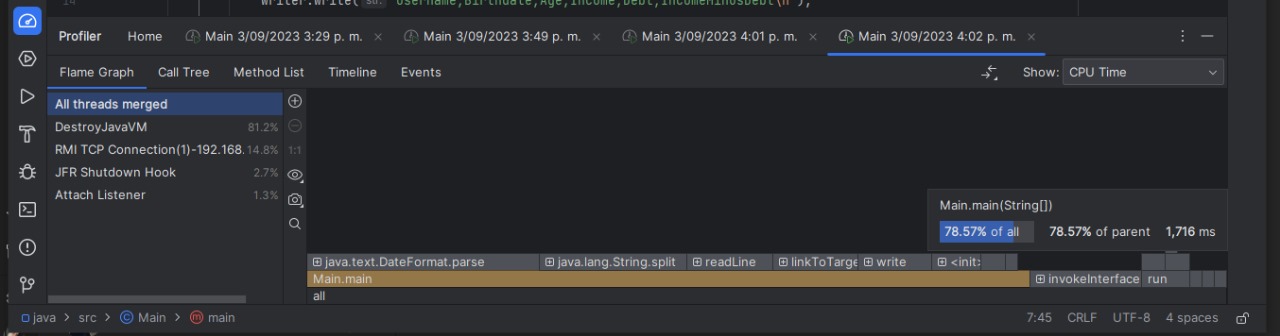 14 writer.write( str: "Username,Birthdate,Age,Income,Debt,IncomeMinusDebt\n");
Profiler Home Main 3/09/2023 3:29 p. m. × Main 3/09/2023 3:49 p. m. × Main 3/09/2023 4:01 p. m. × Main 3/09/2023 4:02 p. m. ×
Flame Graph Call Tree Method List Timeline Events Show: CPU Time
All threads merged
DestroyJavaVM 81.2%
RMI TCP Connection(1)-192.168. 14.8%
JFR Shutdown Hook 2.7%
Attach Listener 1.3%
1:1
Main.main(String[])
78.57% of all 78.57% of parent 1,716 ms
java.text.DateFormat.parse java.lang.String.split readLine linkToTarge write <init:
Main.main invokeInterface run
all
java > src > Main > main 7:45 CRLF UTF-8 4 spaces